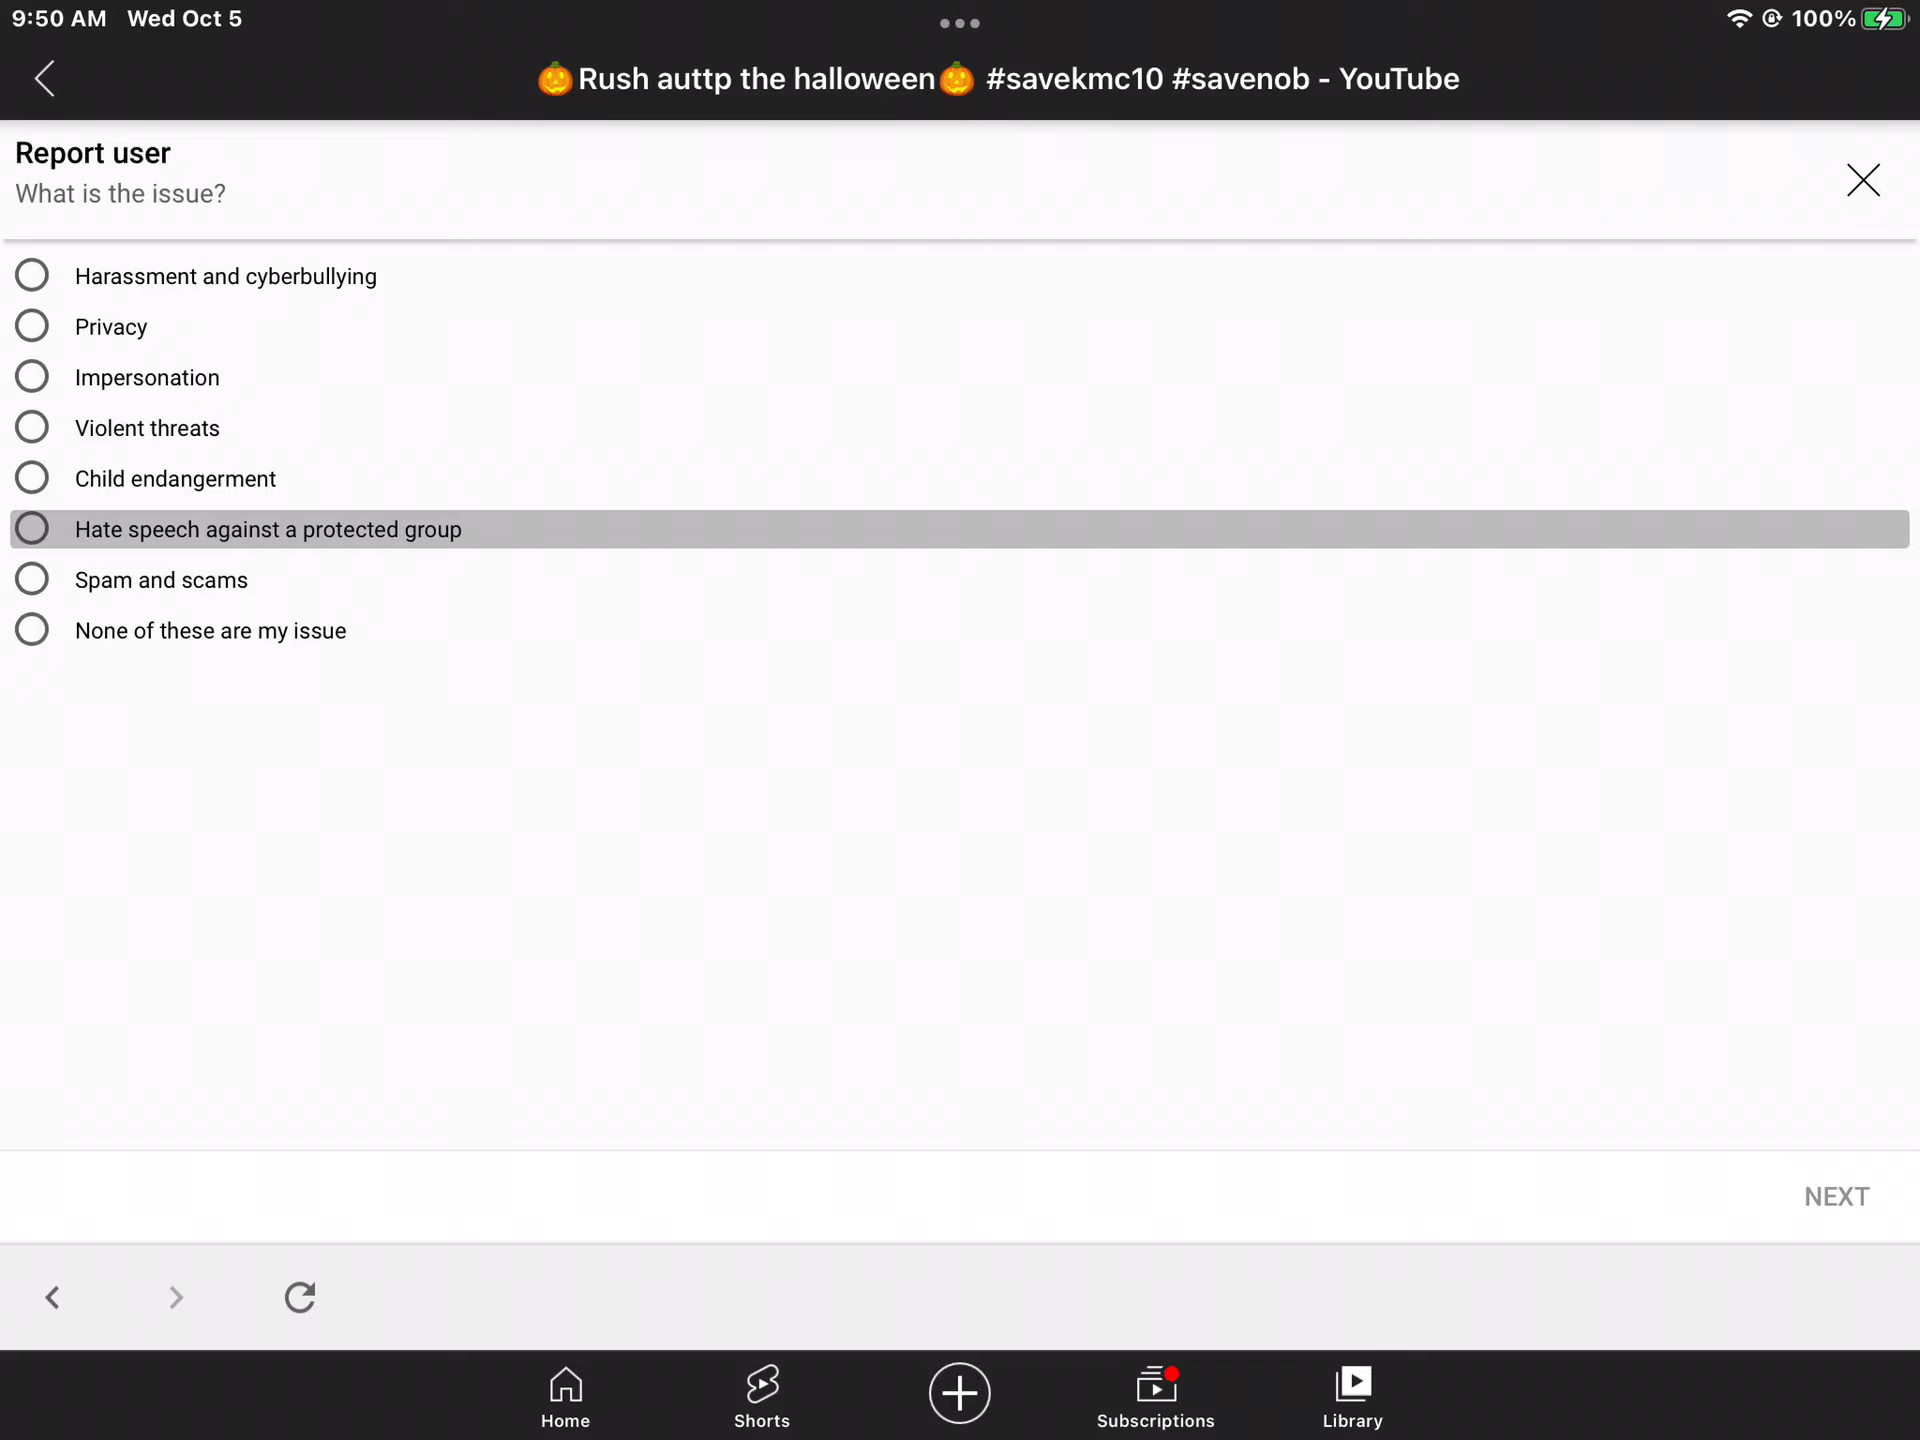 9:50 AM Wed Oct 5
100%
🎃Rush auttp the halloween🎃 #savekmc10 #savenob - YouTube
Report user
What is the issue?
Harassment and cyberbullying
Privacy
Impersonation
Violent threats
Child endangerment
Hate speech against a protected group
Spam and scams
None of these are my issue
NEXT
Home
Shorts
Subscriptions
Library